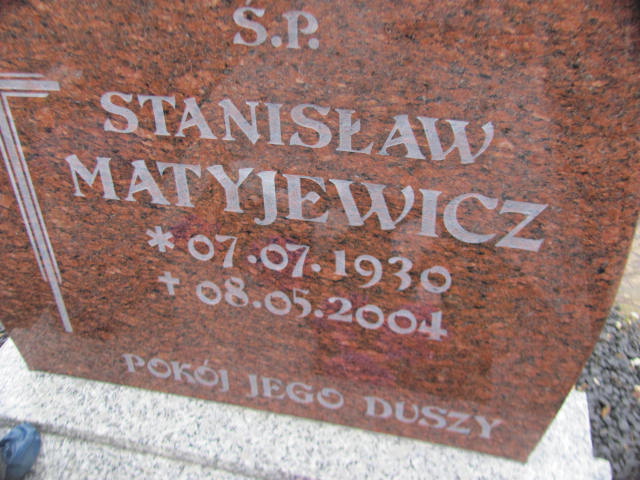 Ś.P.
STANISŁAW
MATYJEWICZ
* 07.07.1930
✝ 08.05.2004
POKÓJ JEGO DUSZY